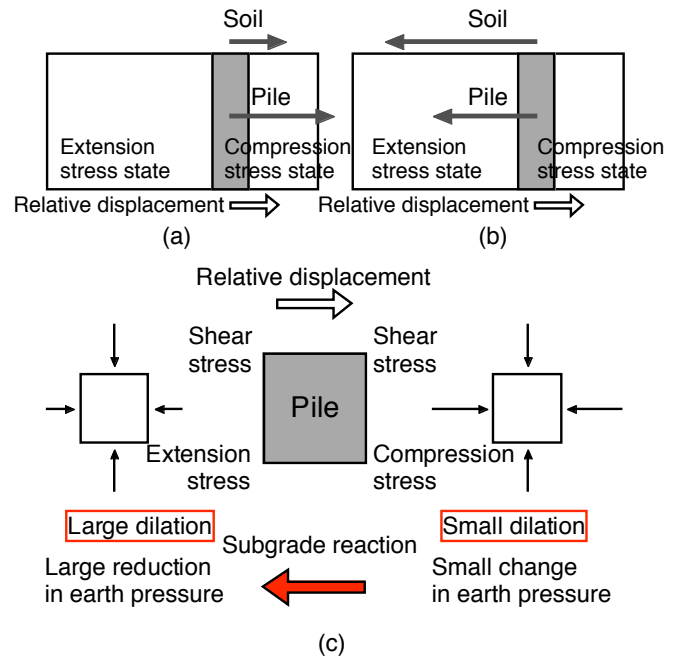 Soil
Soil
Pile
Pile
Extension
stress state
Compression
stress state
Extension
stress state
Compression
stress state
Relative displacement
Relative displacement
(a)
(b)
Relative displacement
Shear
stress
Shear
stress
Pile
Extension
stress
Compression
stress
Large dilation
Small dilation
Subgrade reaction
Large reduction
in earth pressure
Small change
in earth pressure
(c)